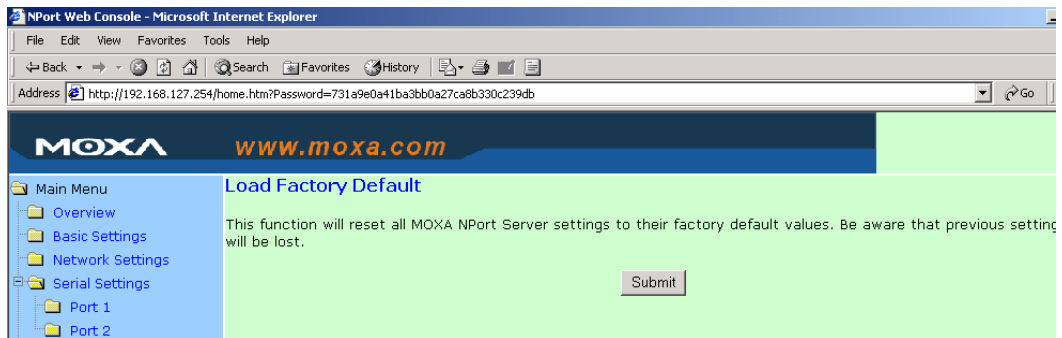 NPort Web Console - Microsoft Internet Explorer
File Edit View Favorites Tools Help
Back Search Favorites History
Address http://192.168.127.254/home.htm?Password=731a9e0a41ba3bb0a27ca8b330c239db Go
MOXA www.moxa.com
Main Menu
Overview
Basic Settings
Network Settings
Serial Settings
Port 1
Port 2
Load Factory Default
This function will reset all MOXA NPort Server settings to their factory default values. Be aware that previous setting
will be lost.
Submit